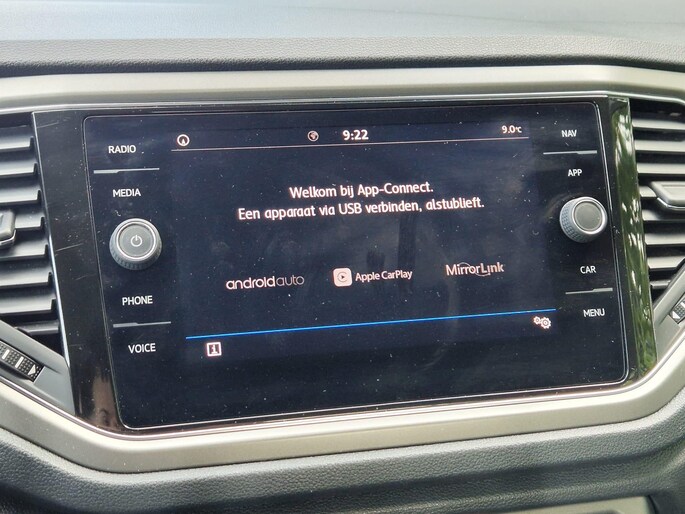 RADIO
MEDIA
PHONE
VOICE
9:22
9.0°C
Welkom bij App-Connect.
Een apparaat via USB verbinden, alstublieft.
androidauto
Apple CarPlay
MirrorLink
NAV
APP
CAR
MENU